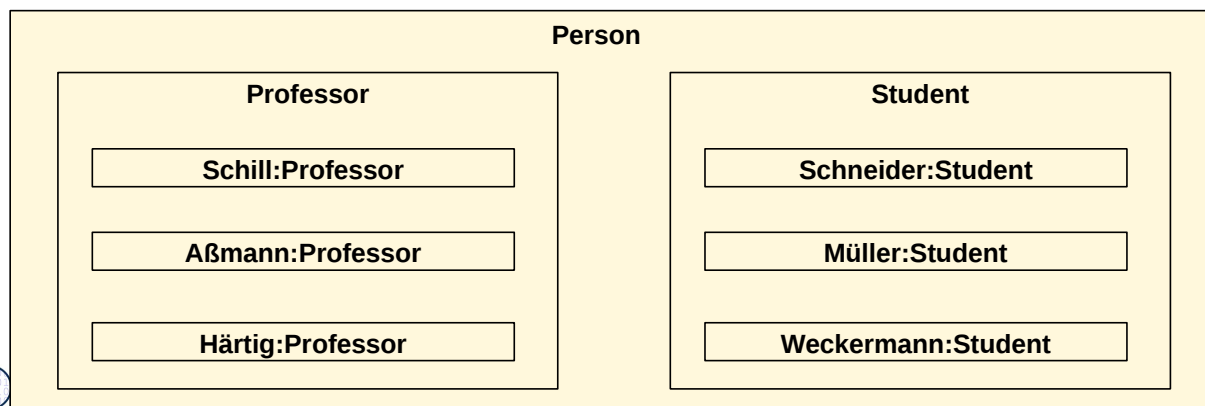 Person
Professor
Schill:Professor
Aßmann:Professor
Härtig:Professor
Student
Schneider:Student
Müller:Student
Weckermann:Student